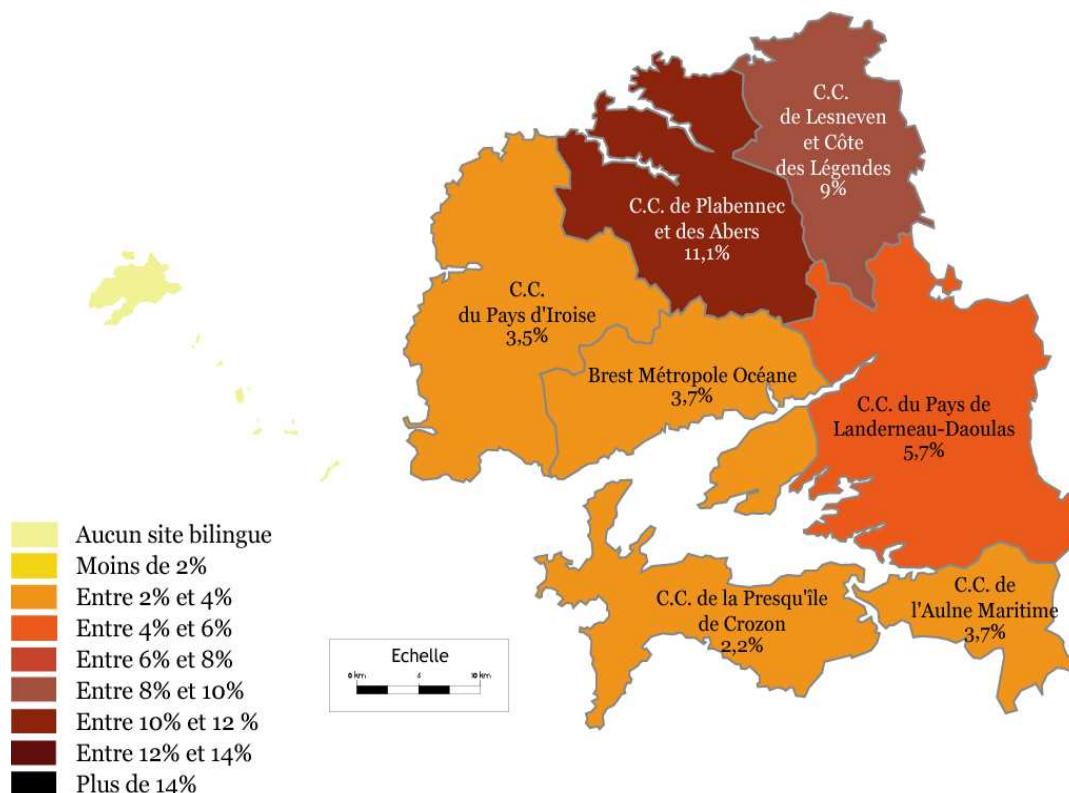 C.C.
de Lesneven
et Côte
des Légendes
9%
C.C. de Plabennec
et des Abers
11,1%
C.C.
du Pays d'Iroise
3,5%
Brest Métropole Océane
3,7%
C.C. du Pays de
Landerneau-Daoulas
5,7%
C.C. de la Presqu'île
de Crozon
2,2%
C.C. de
l'Aulne Maritime
3,7%
Aucun site bilingue
Moins de 2%
Entre 2% et 4%
Entre 4% et 6%
Entre 6% et 8%
Entre 8% et 10%
Entre 10% et 12 %
Entre 12% et 14%
Plus de 14%
Echelle
0 km 10 km